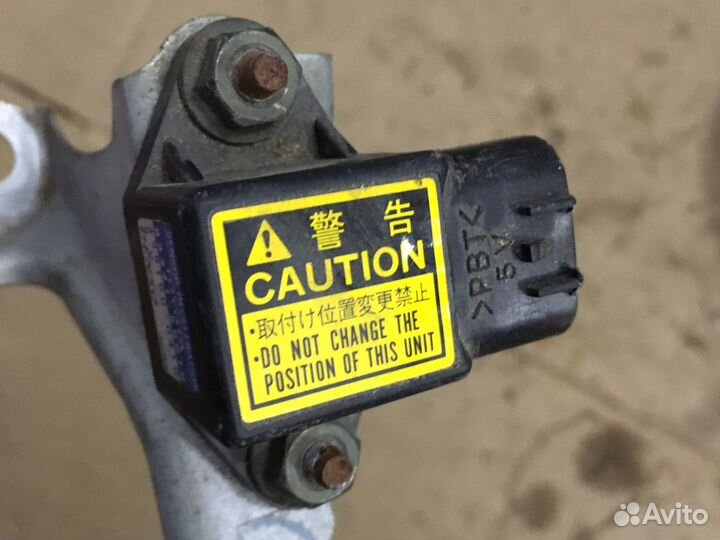 警告
CAUTION
・取付け位置変更禁止
・DO NOT CHANGE THE
POSITION OF THIS UNIT
>PBT<
5 V
Avito